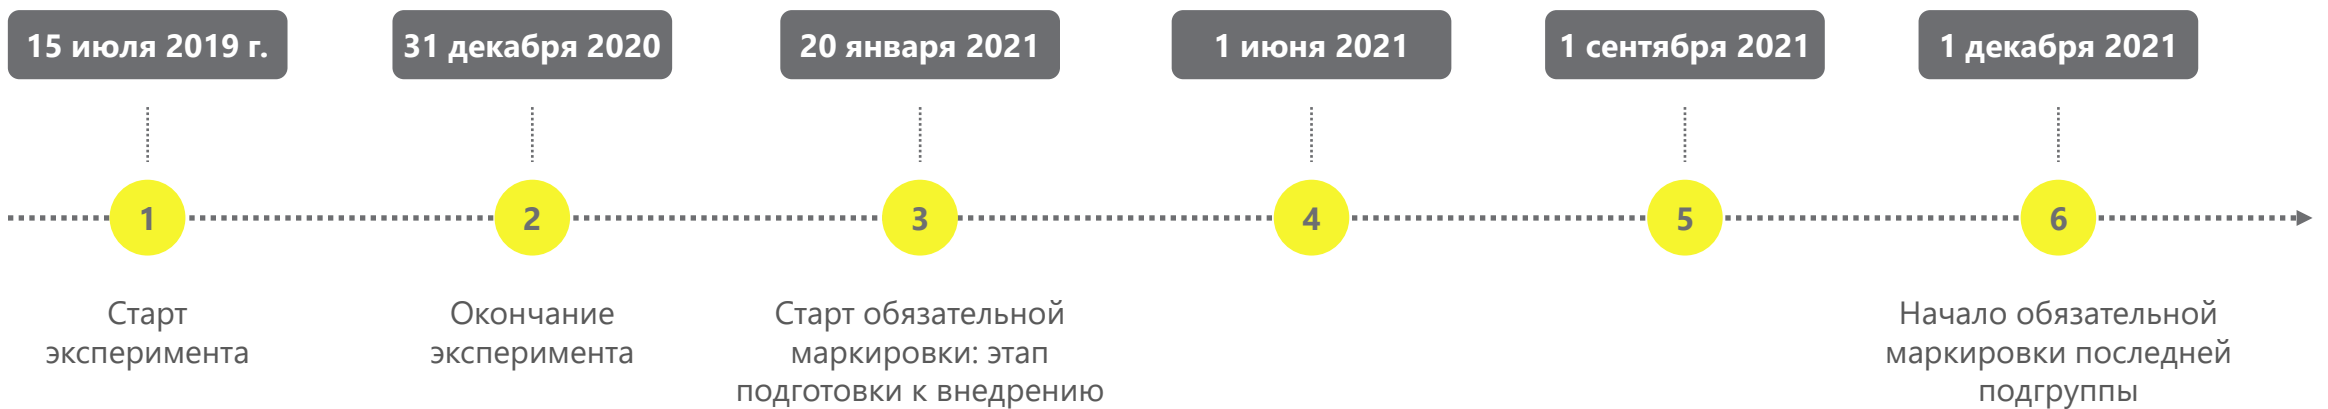 15 июля 2019 г.
31 декабря 2020
20 января 2021
1 июня 2021
1 сентября 2021
1 декабря 2021
1
2
3
4
5
6
Старт
эксперимента
Окончание
эксперимента
Старт обязательной
маркировки: этап
подготовки к внедрению
Начало обязательной
маркировки последней
подгруппы